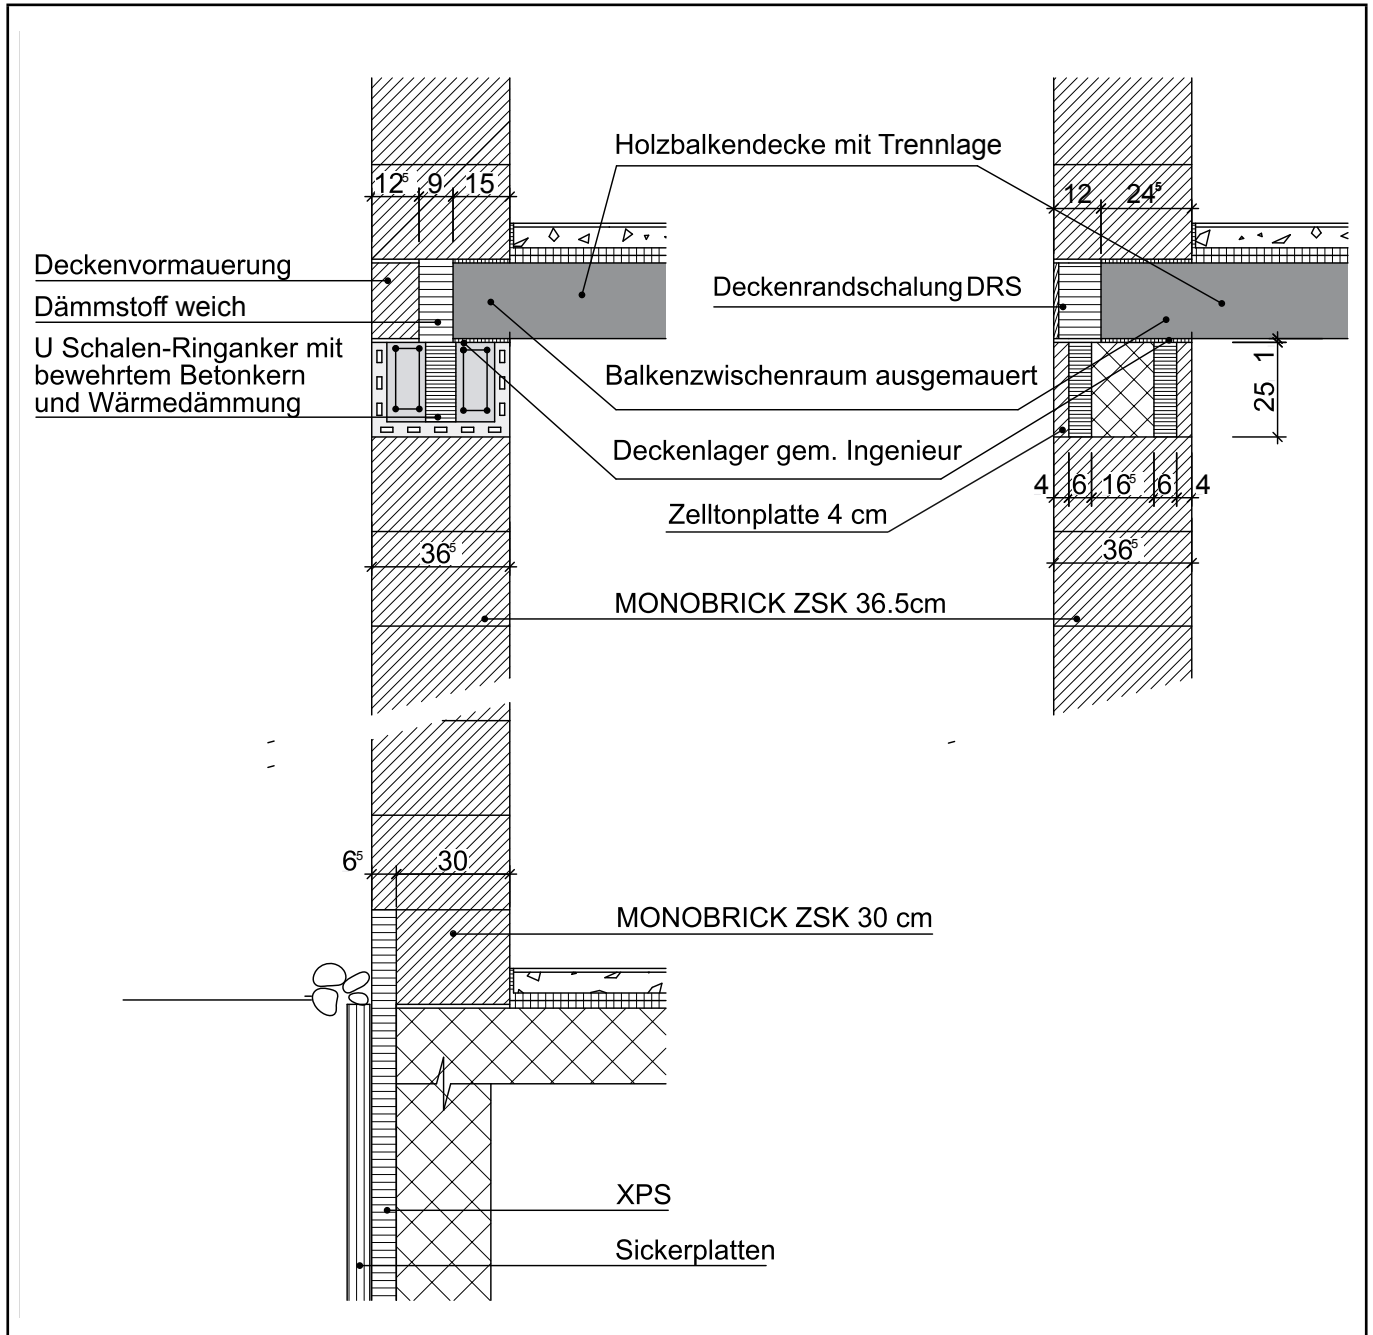 Holzbalkendecke mit Trennlage
12⁵ 9 15
12 24⁵
Deckenvormauerung
Dämmstoff weich
U Schalen-Ringanker mit
bewehrtem Betonkern
und Wärmedämmung
Deckenrandschalung DRS
Balkenzwischenraum ausgemauert
1
25
Deckenlager gem. Ingenieur
Zelltonplatte 4 cm
4 6 16⁵ 6 4
36⁵
36⁵
MONOBRICK ZSK 36.5cm
6⁵ 30
MONOBRICK ZSK 30 cm
XPS
Sickerplatten